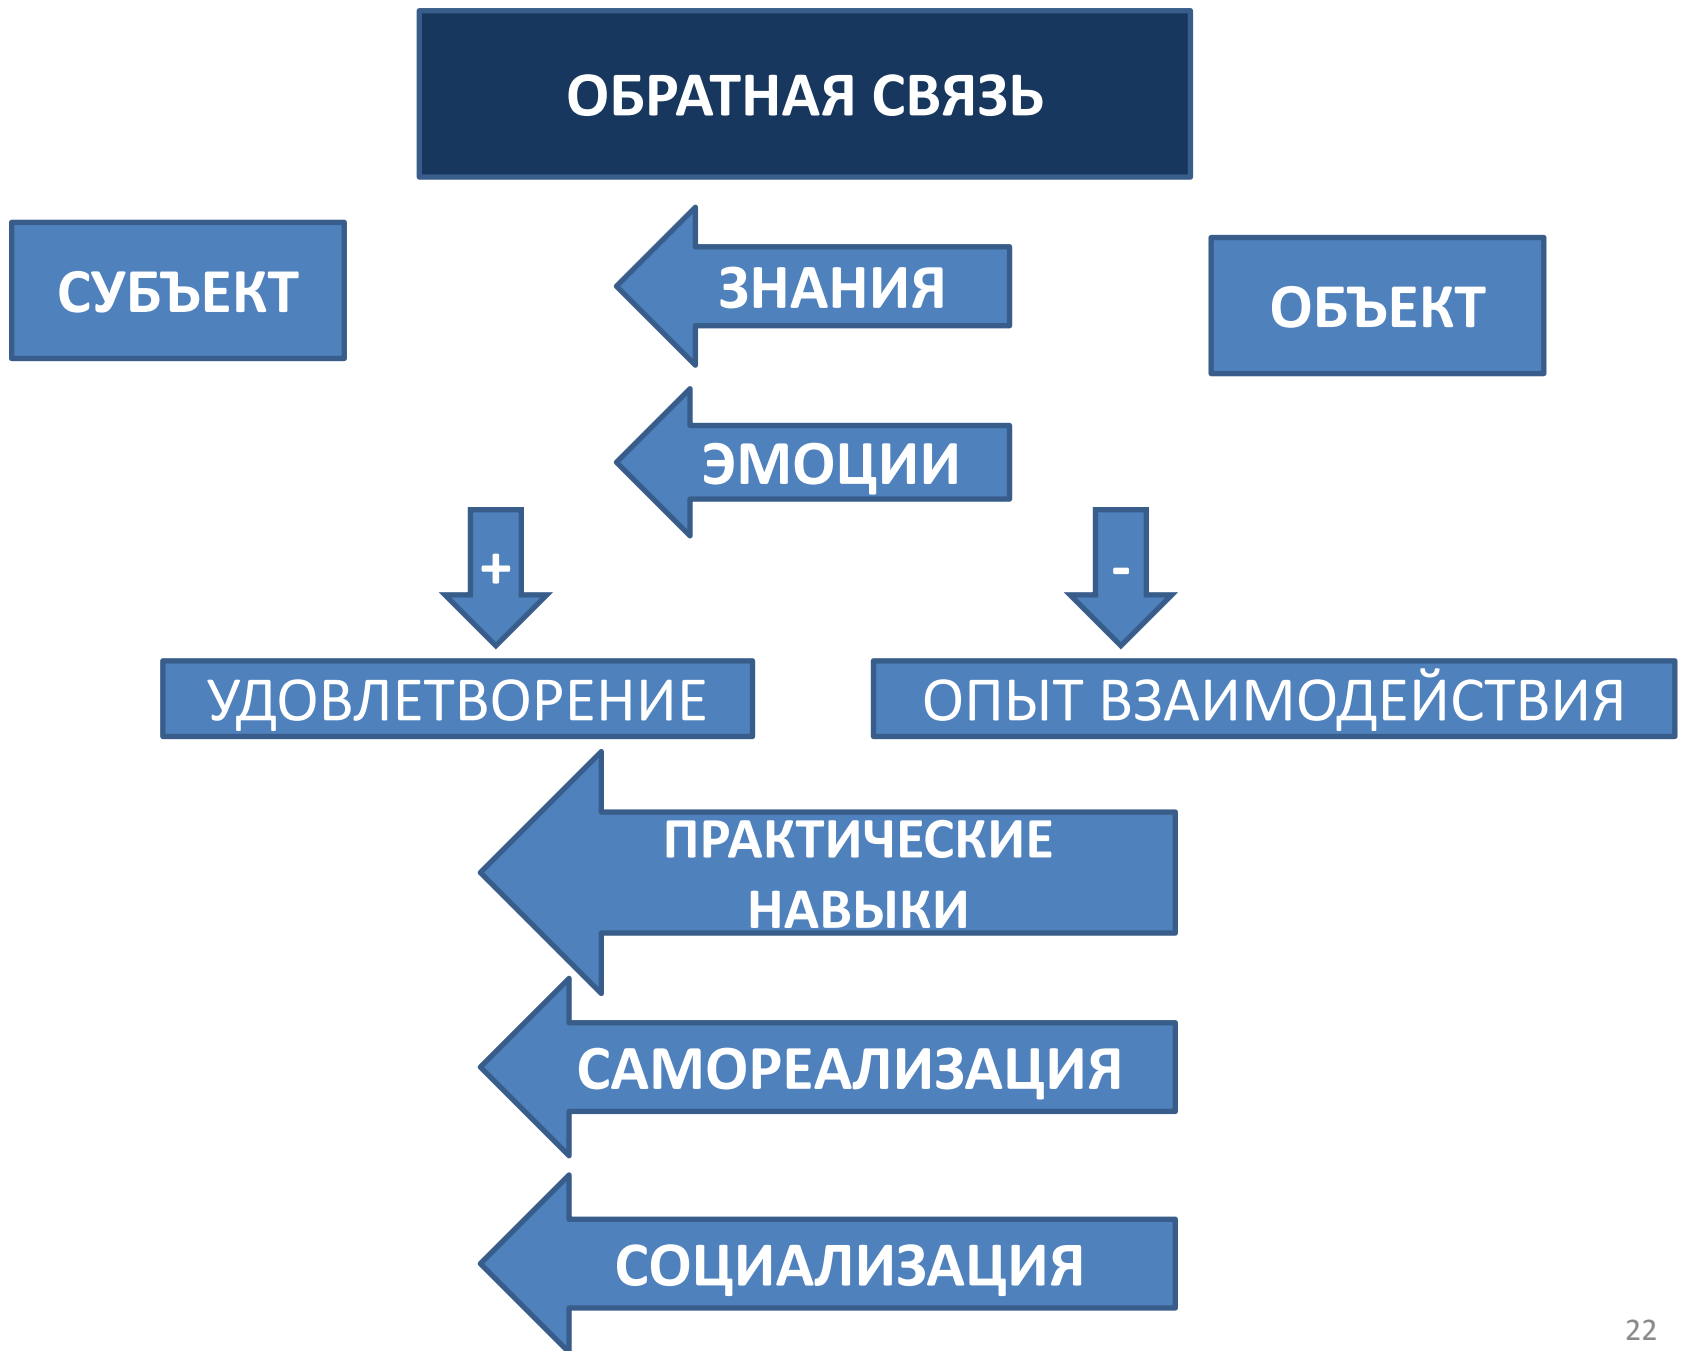 ОБРАТНАЯ СВЯЗЬ
СУБЪЕКТ
ЗНАНИЯ
ОБЪЕКТ
ЭМОЦИИ
+
-
УДОВЛЕТВОРЕНИЕ
ОПЫТ ВЗАИМОДЕЙСТВИЯ
ПРАКТИЧЕСКИЕ
НАВЫКИ
САМОРЕАЛИЗАЦИЯ
СОЦИАЛИЗАЦИЯ
22